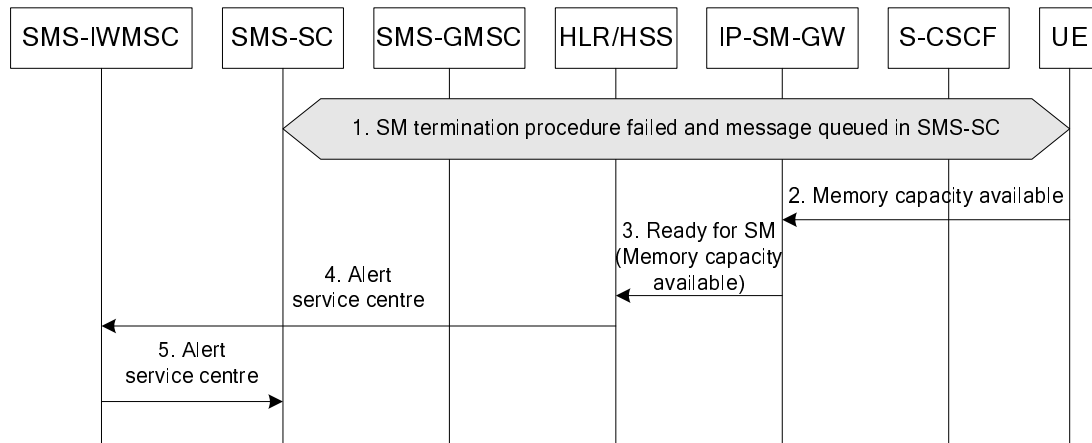 SMS-IWMSC
SMS-SC
SMS-GMSC
HLR/HSS
IP-SM-GW
S-CSCF
UE
1. SM termination procedure failed and message queued in SMS-SC
2. Memory capacity available
3. Ready for SM
(Memory capacity
available)
4. Alert
service centre
5. Alert
service centre